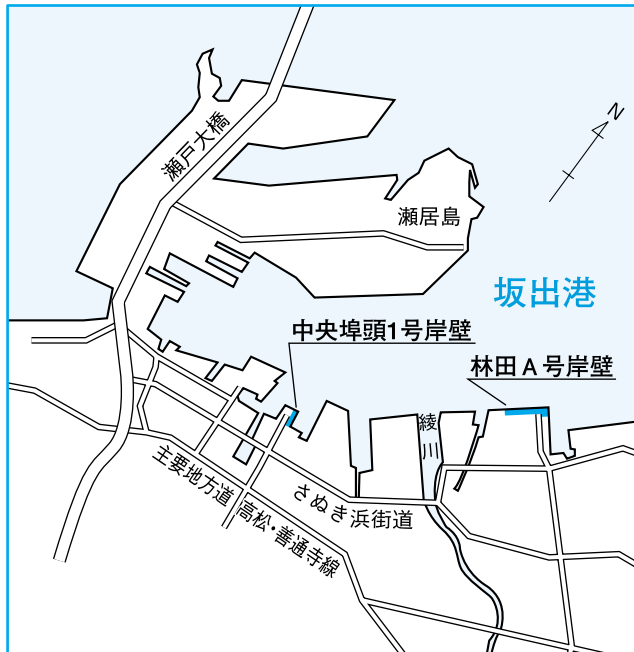 N
瀬戸大橋
瀬居島
坂出港
中央埠頭1号岸壁
林田A号岸壁
綾川
さぬき浜街道
主要地方道 高松・善通寺線